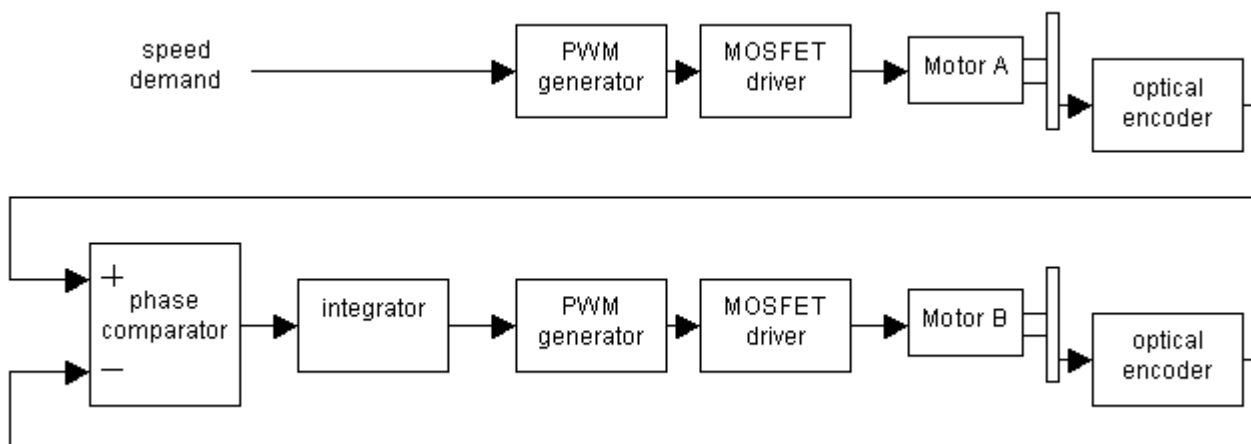 speed
demand
PWM
generator
MOSFET
driver
Motor A
optical
encoder
+
phase
comparator
−
integrator
PWM
generator
MOSFET
driver
Motor B
optical
encoder